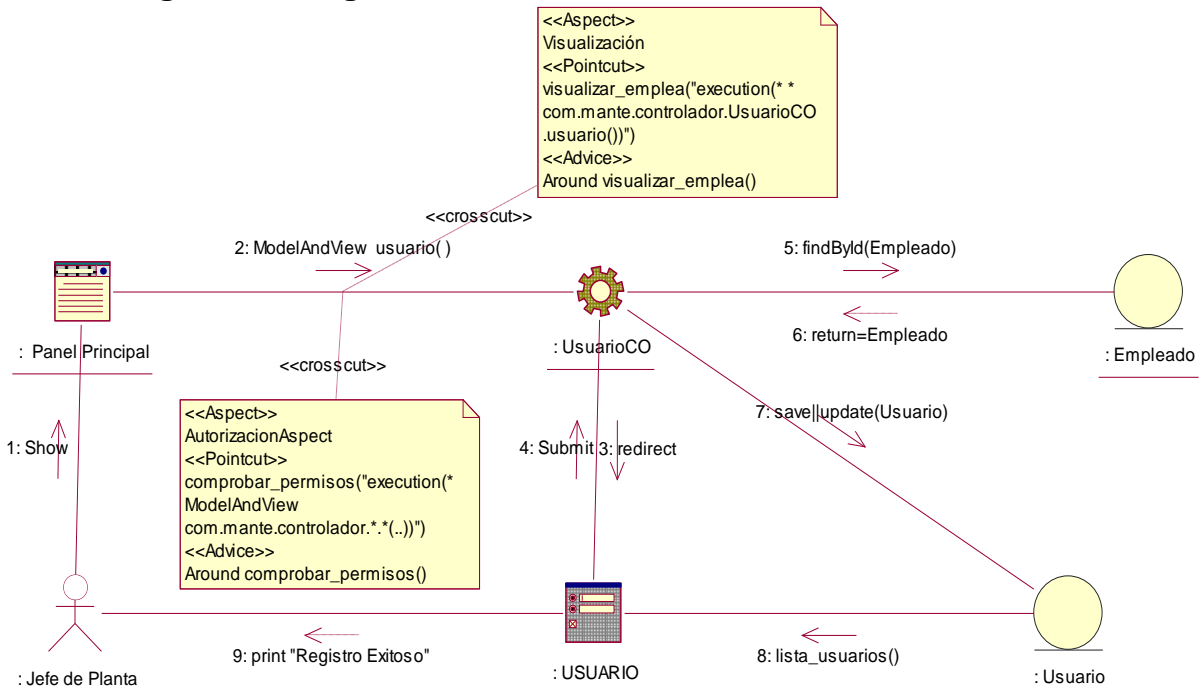 <<Aspect>>
Visualización
<<Pointcut>>
visualizar_emplea("execution(* *
com.mante.controlador.UsuarioCO
.usuario())")
<<Advice>>
Around visualizar_emplea()
<<crosscut>>
2: ModelAndView usuario( )
5: findById(Empleado)
6: return=Empleado
: Panel Principal
: UsuarioCO
: Empleado
<<crosscut>>
<<Aspect>>
AutorizacionAspect
<<Pointcut>>
comprobar_permisos("execution(*
ModelAndView
com.mante.controlador.*.*(..))")
<<Advice>>
Around comprobar_permisos()
1: Show
4: Submit
3: redirect
7: save||update(Usuario)
9: print "Registro Exitoso"
8: lista_usuarios()
: Jefe de Planta
: USUARIO
: Usuario